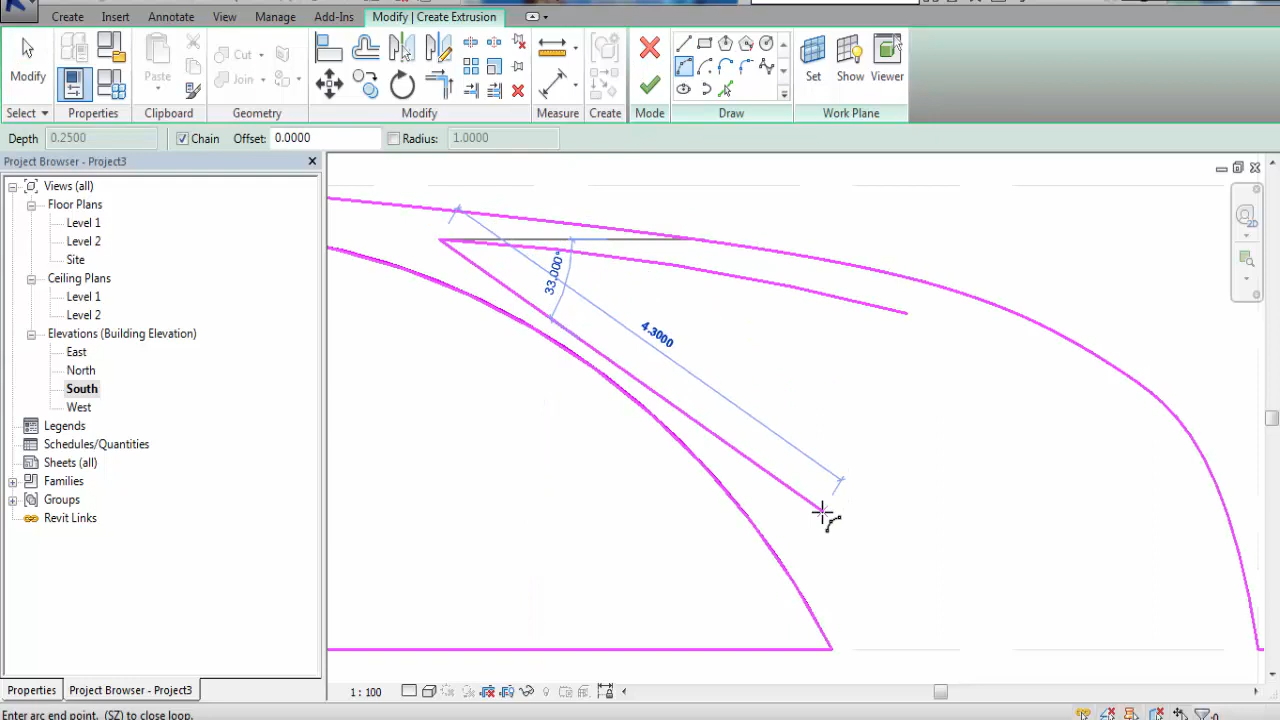 Create Insert Annotate View Manage Add-Ins Modify | Create Extrusion
Modify
Paste
Cut
Join
Set Show Viewer
Select Properties Clipboard Geometry Modify Measure Create Mode Draw Work Plane
Depth 0.2500 Chain Offset: 0.0000 Radius: 1.0000
Project Browser - Project3
Views (all)
Floor Plans
Level 1
Level 2
Site
Ceiling Plans
Level 1
Level 2
Elevations (Building Elevation)
East
North
South
West
Legends
Schedules/Quantities
Sheets (all)
Families
Groups
Revit Links
33.000°
4.3000
2D
Properties Project Browser - Project3
1 : 100
Enter arc end point. (SZ) to close loop.
:0